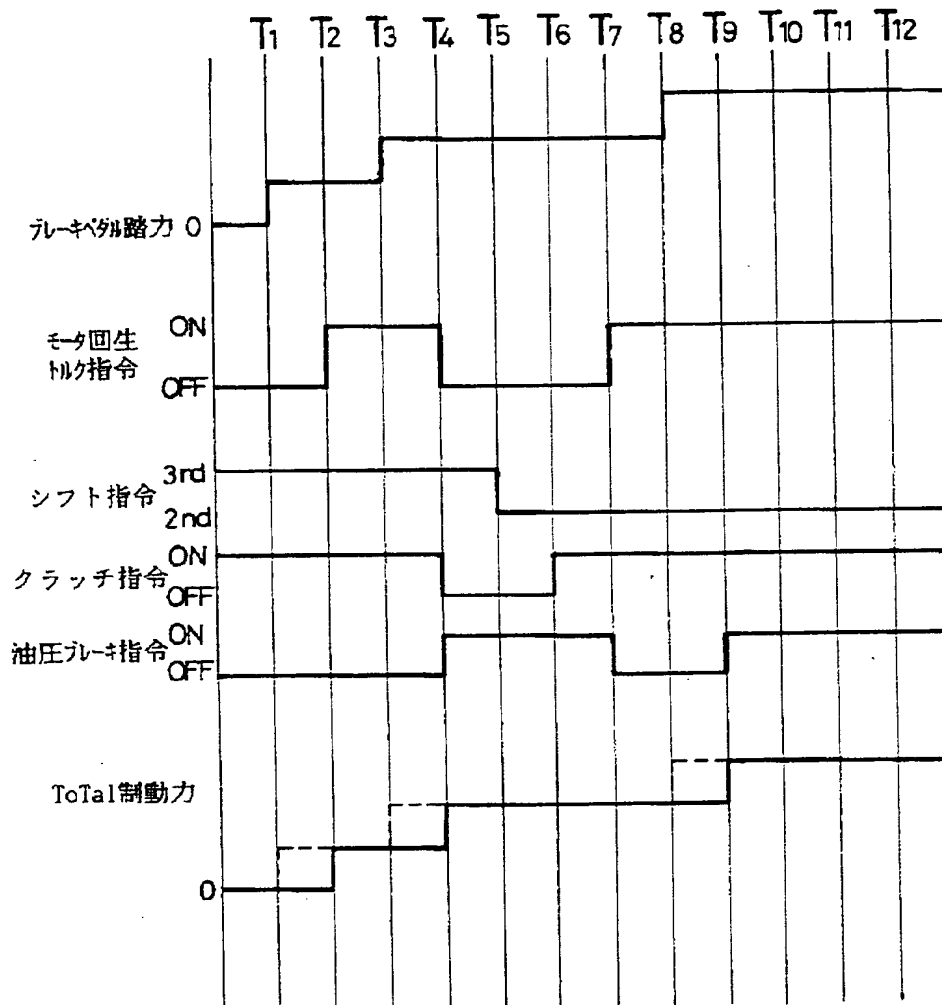 T1 T2 T3 T4 T5 T6 T7 T8 T9 T10 T11 T12
ブレーキペダル踏力 0
モータ回生
トルク指令
ON
OFF
シフト指令
3rd
2nd
クラッチ指令
ON
OFF
油圧ブレーキ指令
ON
OFF
ToTal制動力
0